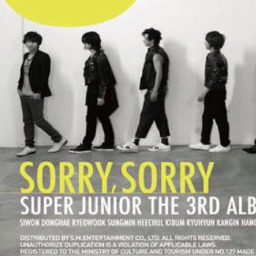 SORRY, SORRY
SUPER JUNIOR THE 3RD ALB
SIWON DONGHAE RYEOWOOK SUNGMIN HEECHUL KIBUM KYUHYUN KANGIN HANG
DISTRIBUTED BY S.M.ENTERTAINMENT CO., LTD. ALL RIGHTS RESERVED.
UNAUTHORIZE DUPLICATION IS A VIOLATION OF APPLICABLE LAWS.
REGISTERED TO THE MINISTRY OF CULTURE AND TOURISM UNDER NO.127 MADE